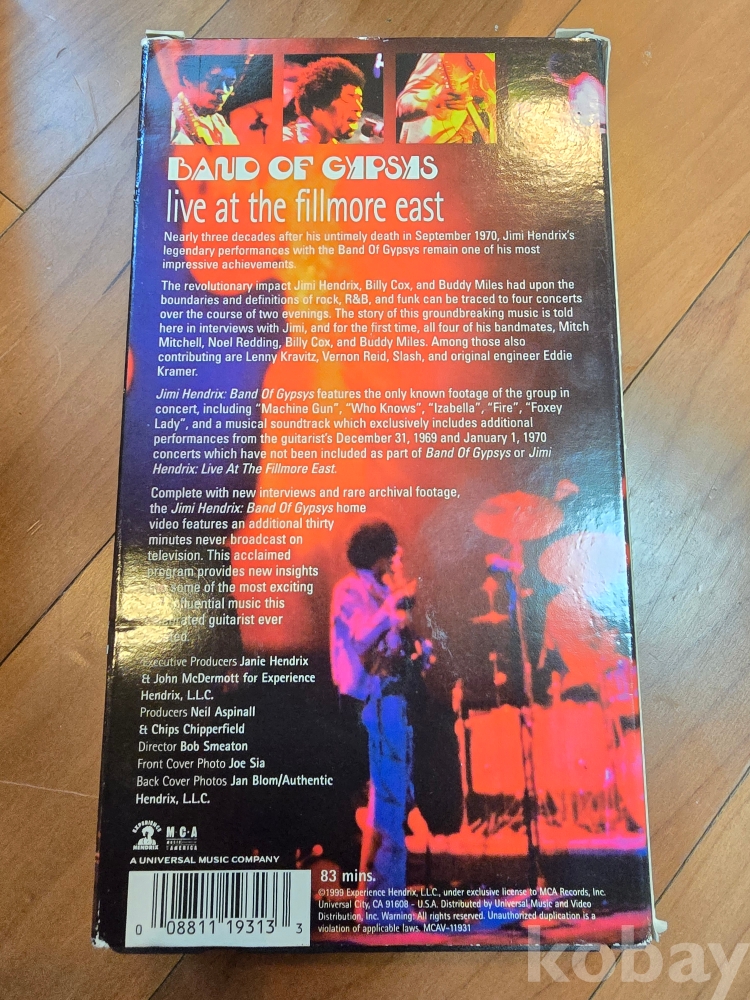 BAND OF GYPSYS
live at the fillmore east
Nearly three decades after his untimely death in September 1970, Jimi Hendrix's
legendary performances with the Band Of Gypsys remain one of his most
impressive achievements.
The revolutionary impact Jimi Hendrix, Billy Cox, and Buddy Miles had upon the
boundaries and definitions of rock, R&B, and funk can be traced to four concerts
over the course of two evenings. The story of this groundbreaking music is told
here in interviews with Jimi, and for the first time, all four of his bandmates, Mitch
Mitchell, Noel Redding, Billy Cox, and Buddy Miles. Among those also
contributing are Lenny Kravitz, Vernon Reid, Slash, and original engineer Eddie
Kramer.
Jimi Hendrix: Band Of Gypsys features the only known footage of the group in
concert, including "Machine Gun", "Who Knows", "Izabella", "Fire", "Foxey
Lady", and a musical soundtrack which exclusively includes additional
performances from the guitarist's December 31, 1969 and January 1, 1970
concerts which have not been included as part of Band Of Gypsys or Jimi
Hendrix: Live At The Fillmore East.
Complete with new interviews and rare archival footage,
the Jimi Hendrix: Band Of Gypsys home
video features an additional thirty
minutes never broadcast on
television. This acclaimed
program provides new insights
some of the most exciting
influential music this
guitarist ever
Executive Producers Janie Hendrix
& John McDermott for Experience
Hendrix, L.L.C.
Producers Neil Aspinall
& Chips Chipperfield
Director Bob Smeaton
Front Cover Photo Joe Sia
Back Cover Photos Jan Blom/Authentic
Hendrix, L.L.C.
EXPERIENCE
HENDRIX
M·C·A
MUSIC
AMERICA
A UNIVERSAL MUSIC COMPANY
83 mins.
©1999 Experience Hendrix, L.L.C., under exclusive license to MCA Records, Inc.
Universal City, CA 91608 - U.S.A. Distributed by Universal Music and Video
Distribution, Inc. Warning: All rights reserved. Unauthorized duplication is a
violation of applicable laws. MCAV-11931
0 08811 19313 3
kobay